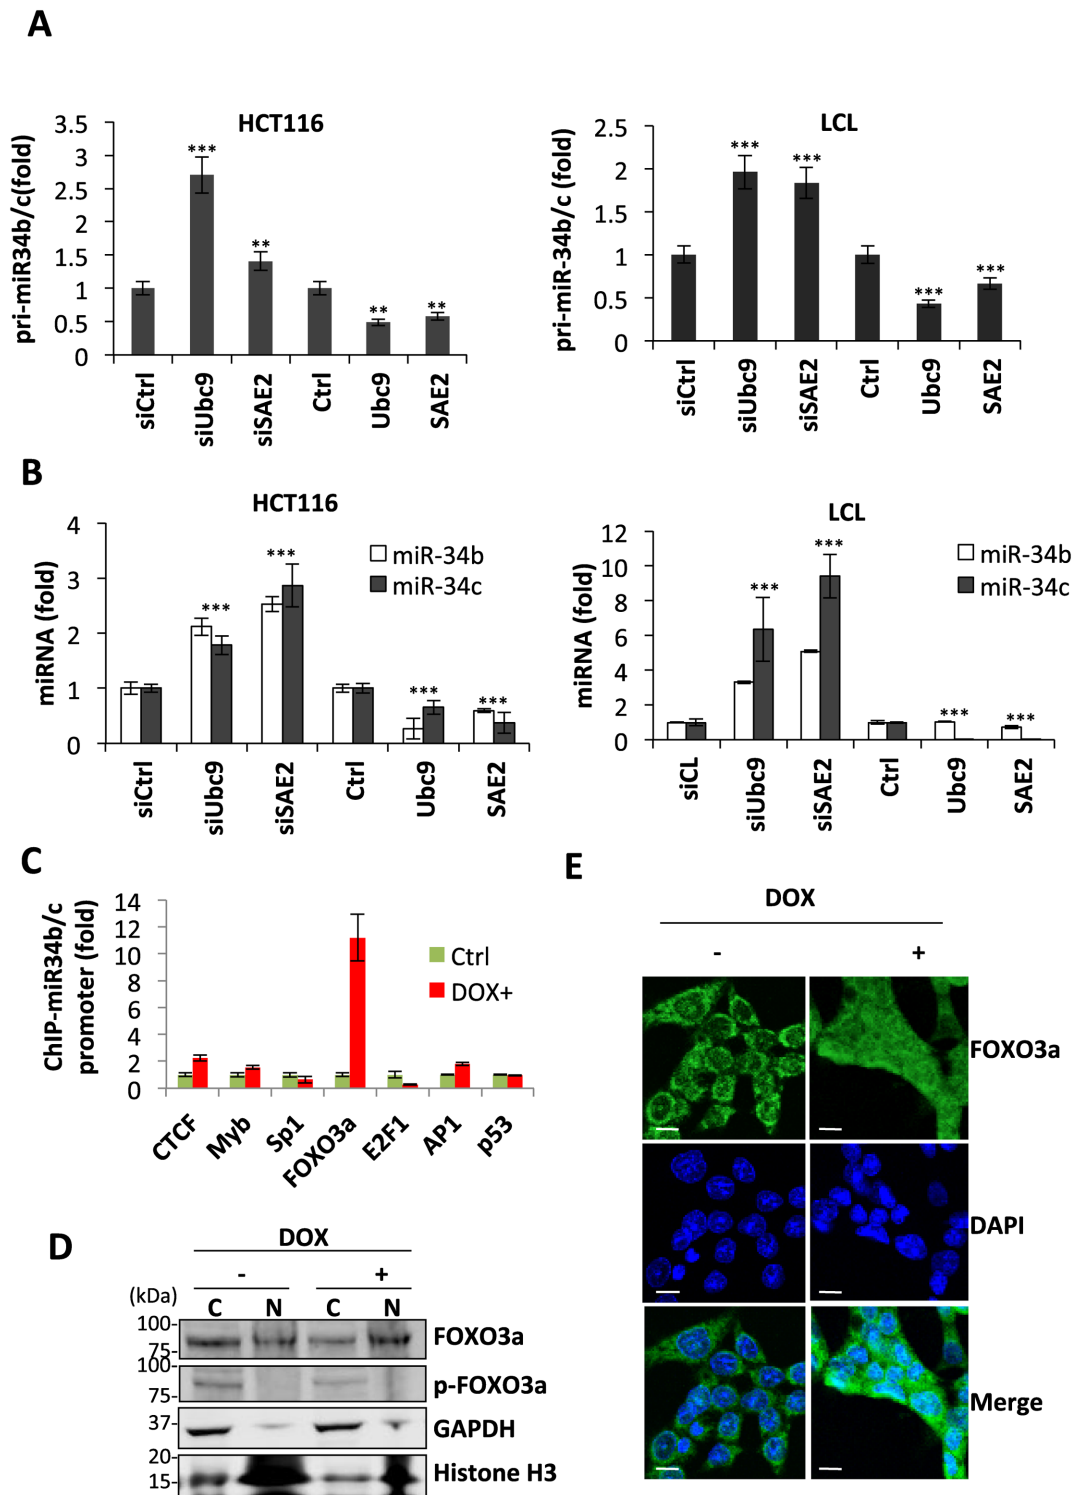 A
HCT116
pri-miR34b/c(fold)
3.5
3
2.5
2
1.5
1
0.5
0
***
**
**
**
siCtrl
siUbc9
siSAE2
Ctrl
Ubc9
SAE2
LCL
pri-miR-34b/c (fold)
2.5
2
1.5
1
0.5
0
***
***
***
***
siCtrl
siUbc9
siSAE2
Ctrl
Ubc9
SAE2
B
HCT116
miRNA (fold)
4
3
2
1
0
***
***
***
***
miR-34b
miR-34c
siCtrl
siUbc9
siSAE2
Ctrl
Ubc9
SAE2
LCL
miRNA (fold)
12
10
8
6
4
2
0
***
***
***
***
miR-34b
miR-34c
siCL
siUbc9
siSAE2
Ctrl
Ubc9
SAE2
C
ChIP-miR34b/c
promoter (fold)
14
12
10
8
6
4
2
0
Ctrl
DOX+
CTCF
Myb
Sp1
FOXO3a
E2F1
AP1
p53
D
DOX
- +
(kDa) C N C N
100-
75-
FOXO3a
100-
75-
p-FOXO3a
37-
GAPDH
20-
15-
Histone H3
E
DOX
- +
FOXO3a
DAPI
Merge